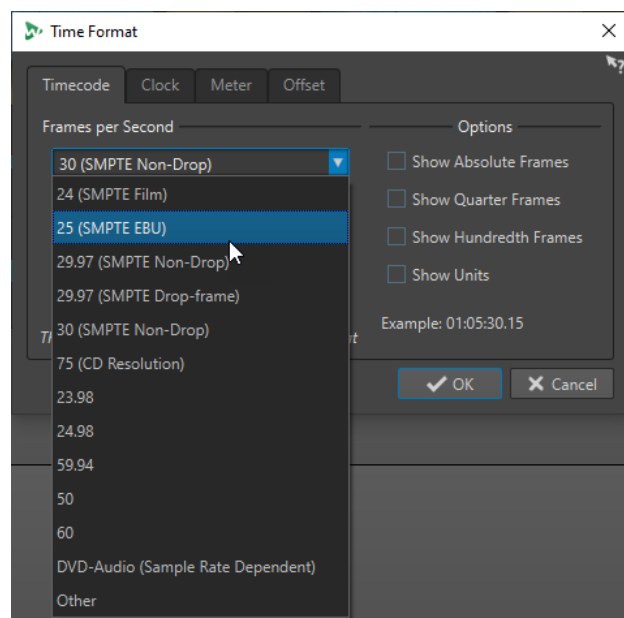 Time Format
Timecode Clock Meter Offset
Frames per Second
Options
30 (SMPTE Non-Drop)
24 (SMPTE Film)
25 (SMPTE EBU)
29.97 (SMPTE Non-Drop)
29.97 (SMPTE Drop-frame)
30 (SMPTE Non-Drop)
75 (CD Resolution)
23.98
24.98
59.94
50
60
DVD-Audio (Sample Rate Dependent)
Other
Show Absolute Frames
Show Quarter Frames
Show Hundredth Frames
Show Units
Example: 01:05:30.15
OK Cancel